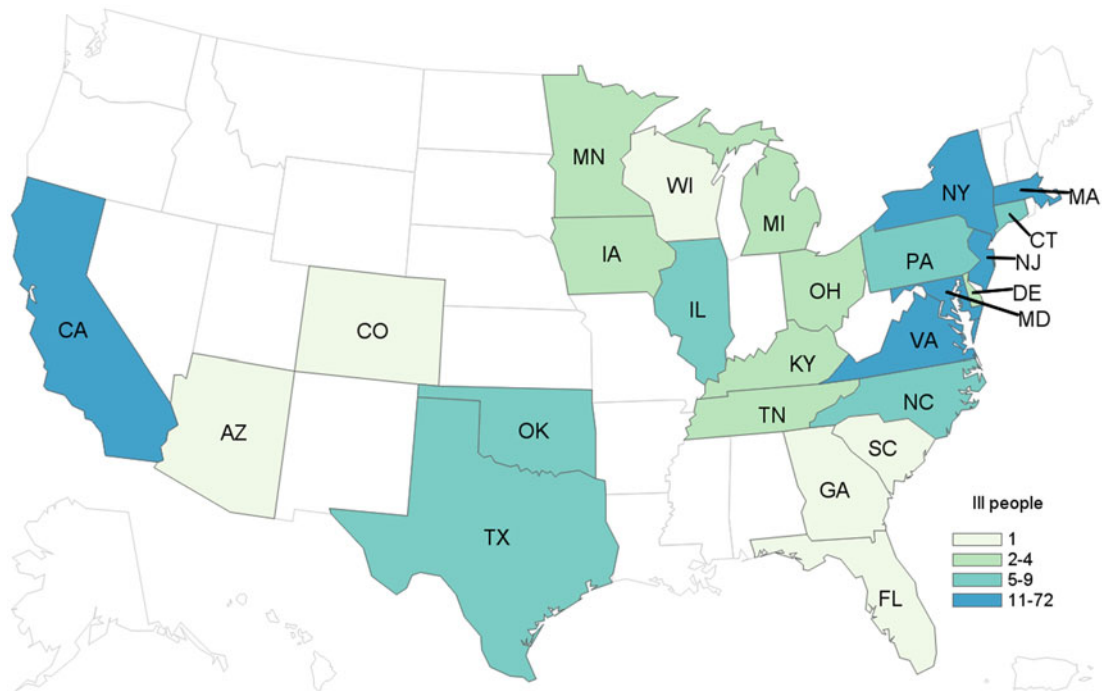 MN
WI
MI
NY
MA
CT
NJ
DE
MD
IA
PA
OH
IL
CA
CO
VA
KY
NC
TN
AZ
OK
SC
GA
TX
FL
Ill people
1
2-4
5-9
11-72